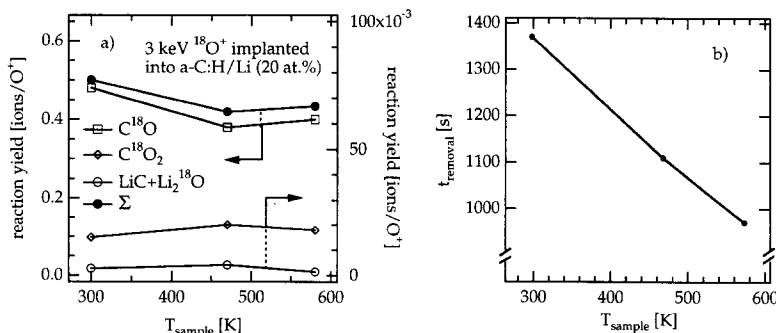 a)
3 keV ¹⁸O⁺ implanted
into a-C:H/Li (20 at.%)
reaction yield [ions/O⁺]
0.6
0.4
0.2
0.0
C¹⁸O
C¹⁸O₂
LiC+Li₂¹⁸O
Σ
100x10⁻³
50
0
reaction yield [ions/O⁺]
300
400
500
600
T_sample [K]
b)
t_removal [s]
1400
1300
1200
1100
1000
300
400
500
600
T_sample [K]